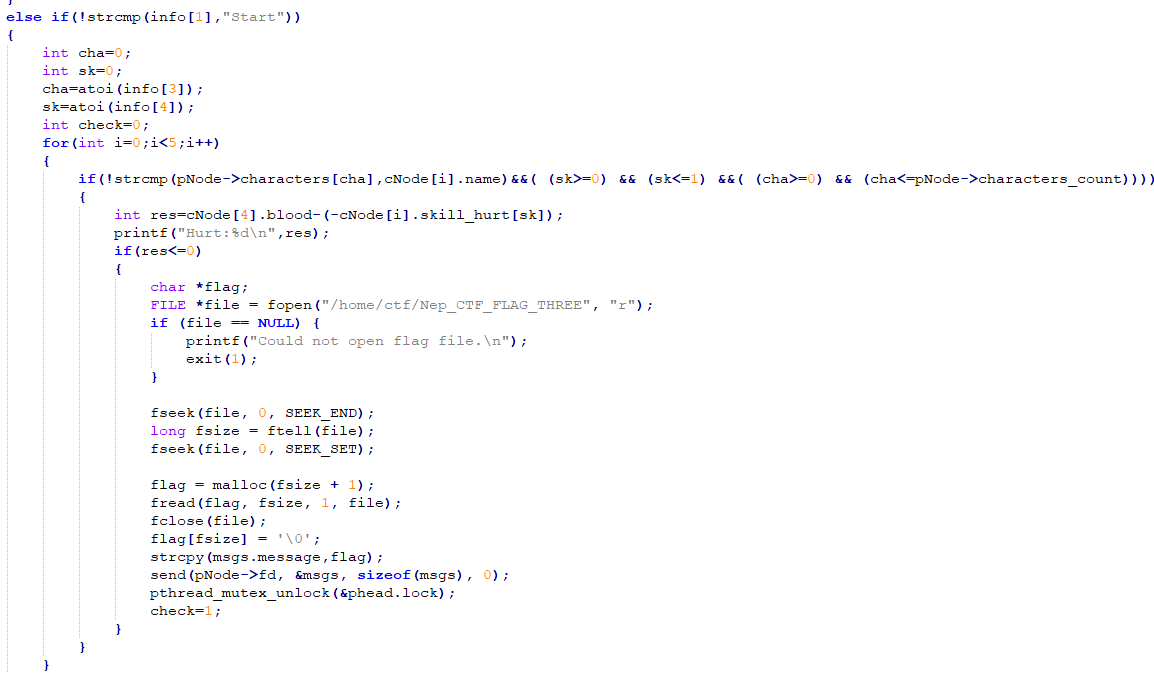 }
else if(!strcmp(info[1],"Start"))
{
int cha=0;
int sk=0;
cha=atoi(info[3]);
sk=atoi(info[4]);
int check=0;
for(int i=0;i<5;i++)
{
if(!strcmp(pNode->characters[cha],cNode[i].name)&&( (sk>=0) && (sk<=1) &&( (cha>=0) && (cha<=pNode->characters_count))))
{
int res=cNode[4].blood-(-cNode[i].skill_hurt[sk]);
printf("Hurt:%d\n",res);
if(res<=0)
{
char *flag;
FILE *file = fopen("/home/ctf/Nep_CTF_FLAG_THREE", "r");
if (file == NULL) {
printf("Could not open flag file.\n");
exit(1);
}
fseek(file, 0, SEEK_END);
long fsize = ftell(file);
fseek(file, 0, SEEK_SET);
flag = malloc(fsize + 1);
fread(flag, fsize, 1, file);
fclose(file);
flag[fsize] = '\0';
strcpy(msgs.message,flag);
send(pNode->fd, &msgs, sizeof(msgs), 0);
pthread_mutex_unlock(&phead.lock);
check=1;
}
}
}